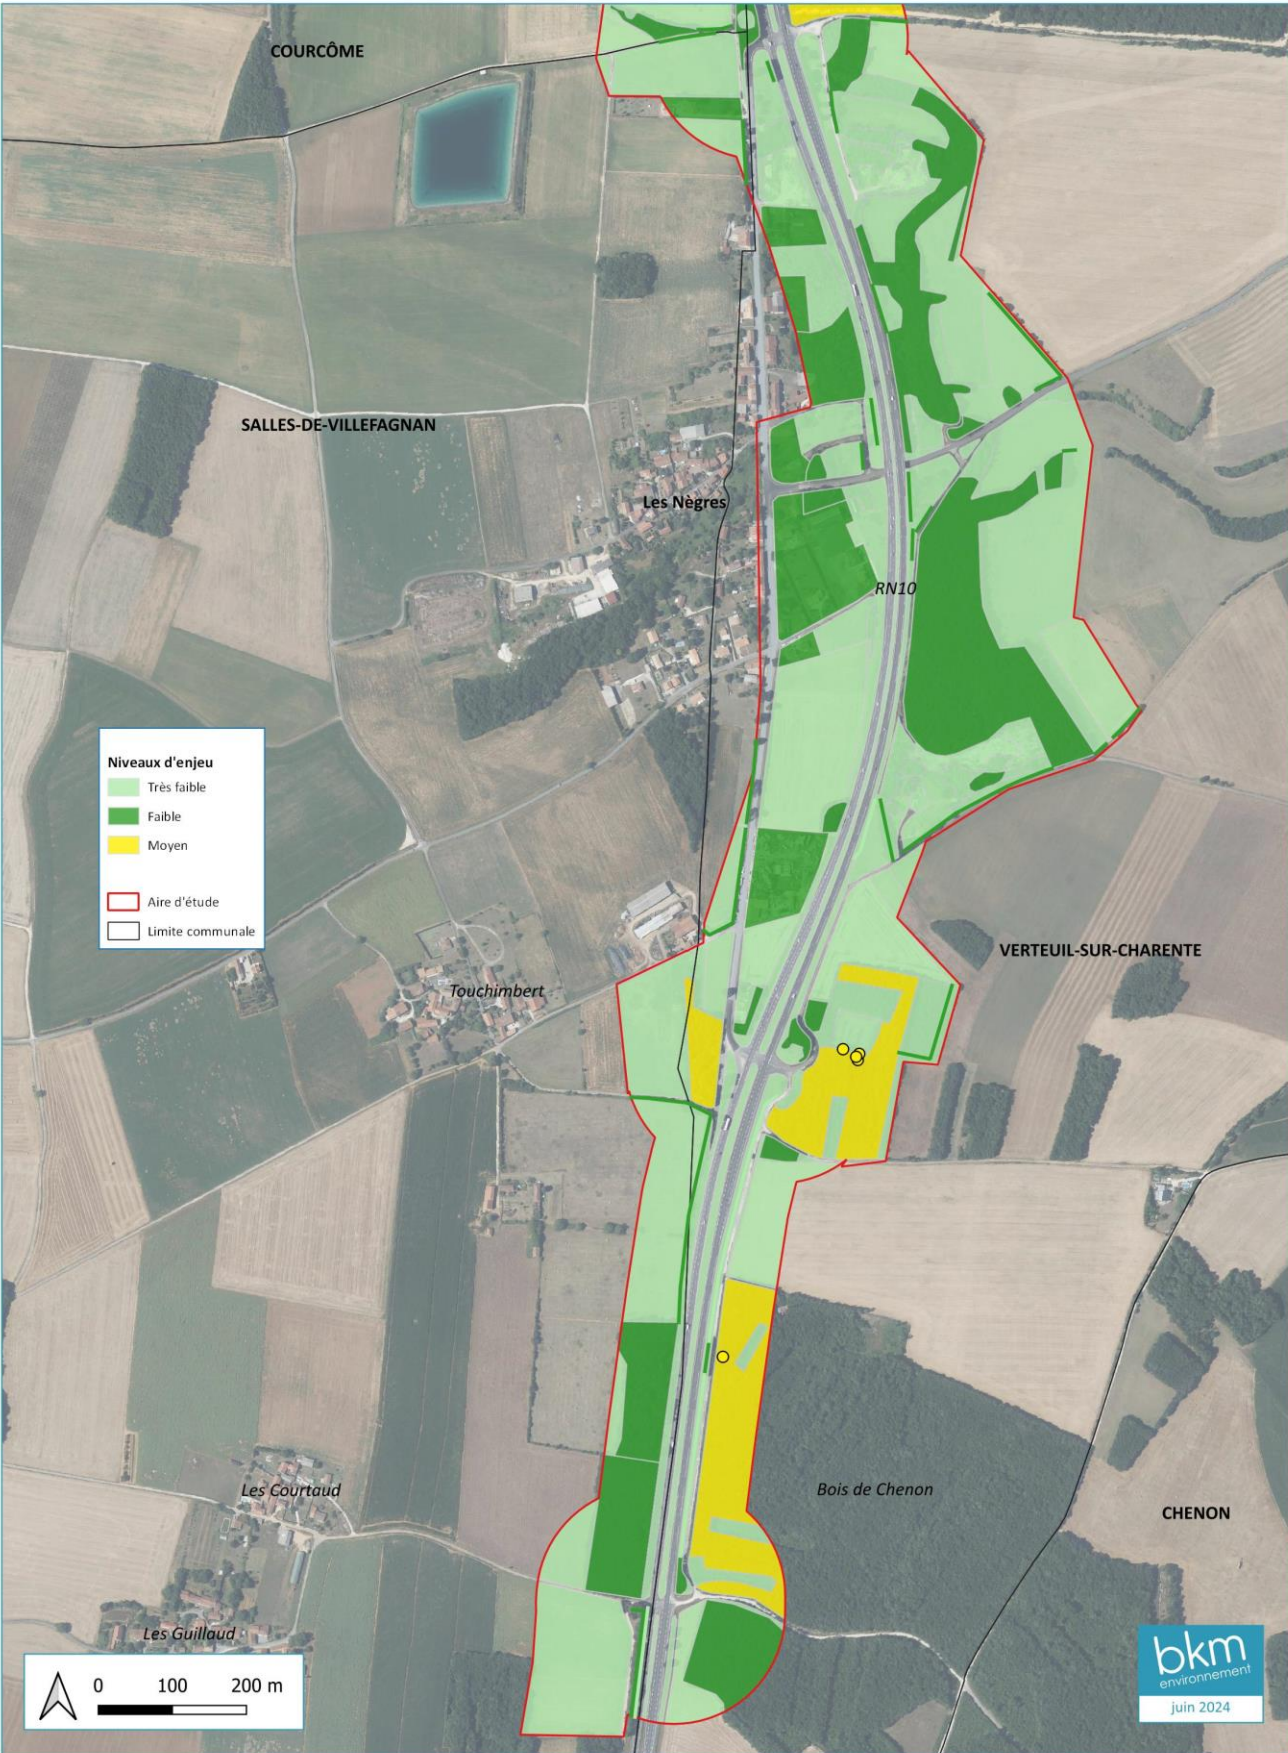 COURCÔME
SALLES-DE-VILLEFAGNAN
Les Nègres
RN10
Niveaux d'enjeu
Très faible
Faible
Moyen
Aire d'étude
Limite communale
VERTEUIL-SUR-CHARENTE
Touchimbert
Les Courtaud
Bois de Chenon
CHENON
Les Guillaud
0 100 200 m
bkm
environnement
juin 2024